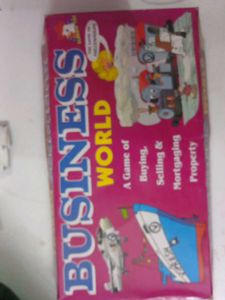 BUSINESS
WORLD
A Game of
Buying,
Selling &
Mortgaging
Property